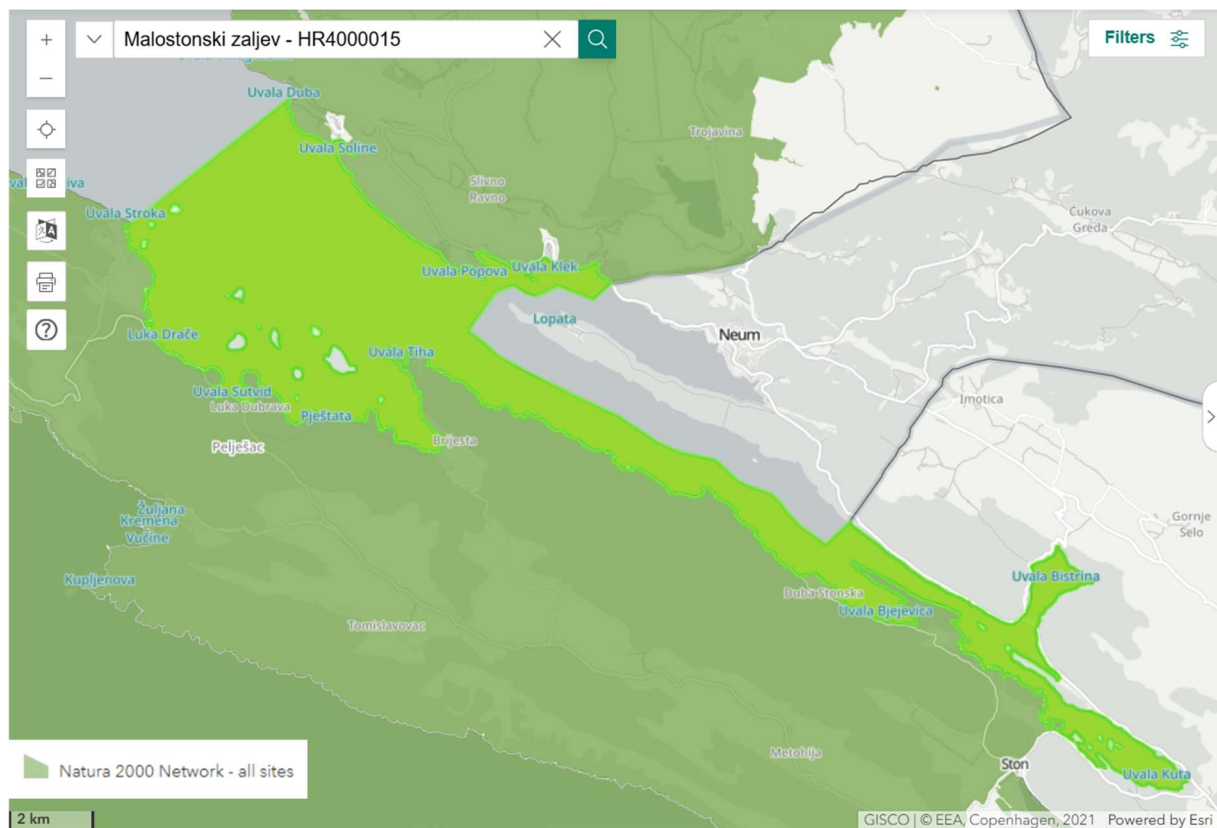 Malostonski zaljev - HR4000015
Filters
Uvala Duba
Uvala Soline
Trojavina
Slivno
Ravno
Uvala Stroka
Ćukova
Greda
Uvala Popova
Uvala Klek
Lopata
Neum
Luka Drače
Uvala Tiha
Uvala Sutvid
Luka Dubrava
Pještata
Imotica
Pelješac
Brijesta
Žuljana
Kremena
Vučine
Gornje
Selo
Kupljenova
Uvala Bistrina
Duba Stonska
Uvala Bjejevica
Tomislavovac
Metohija
Ston
Uvala Kuta
Natura 2000 Network - all sites
2 km
GISCO | © EEA, Copenhagen, 2021 Powered by Esri